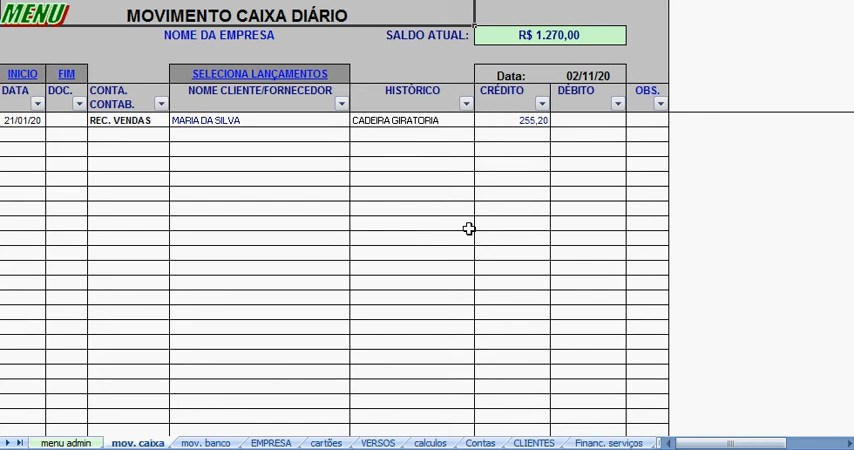 MENU
MOVIMENTO CAIXA DIÁRIO
NOME DA EMPRESA SALDO ATUAL: R$ 1.270,00
INICIO FIM SELECIONA LANÇAMENTOS Data: 02/11/20
DATA DOC. CONTA. CONTAB. NOME CLIENTE/FORNECEDOR HISTÓRICO CRÉDITO DÉBITO OBS.
21/01/20 REC. VENDAS MARIA DA SILVA CADEIRA GIRATORIA 255,20
menu admin mov. caixa mov. banco EMPRESA cartões VERSOS calculos Contas CLIENTES Financ. serviços